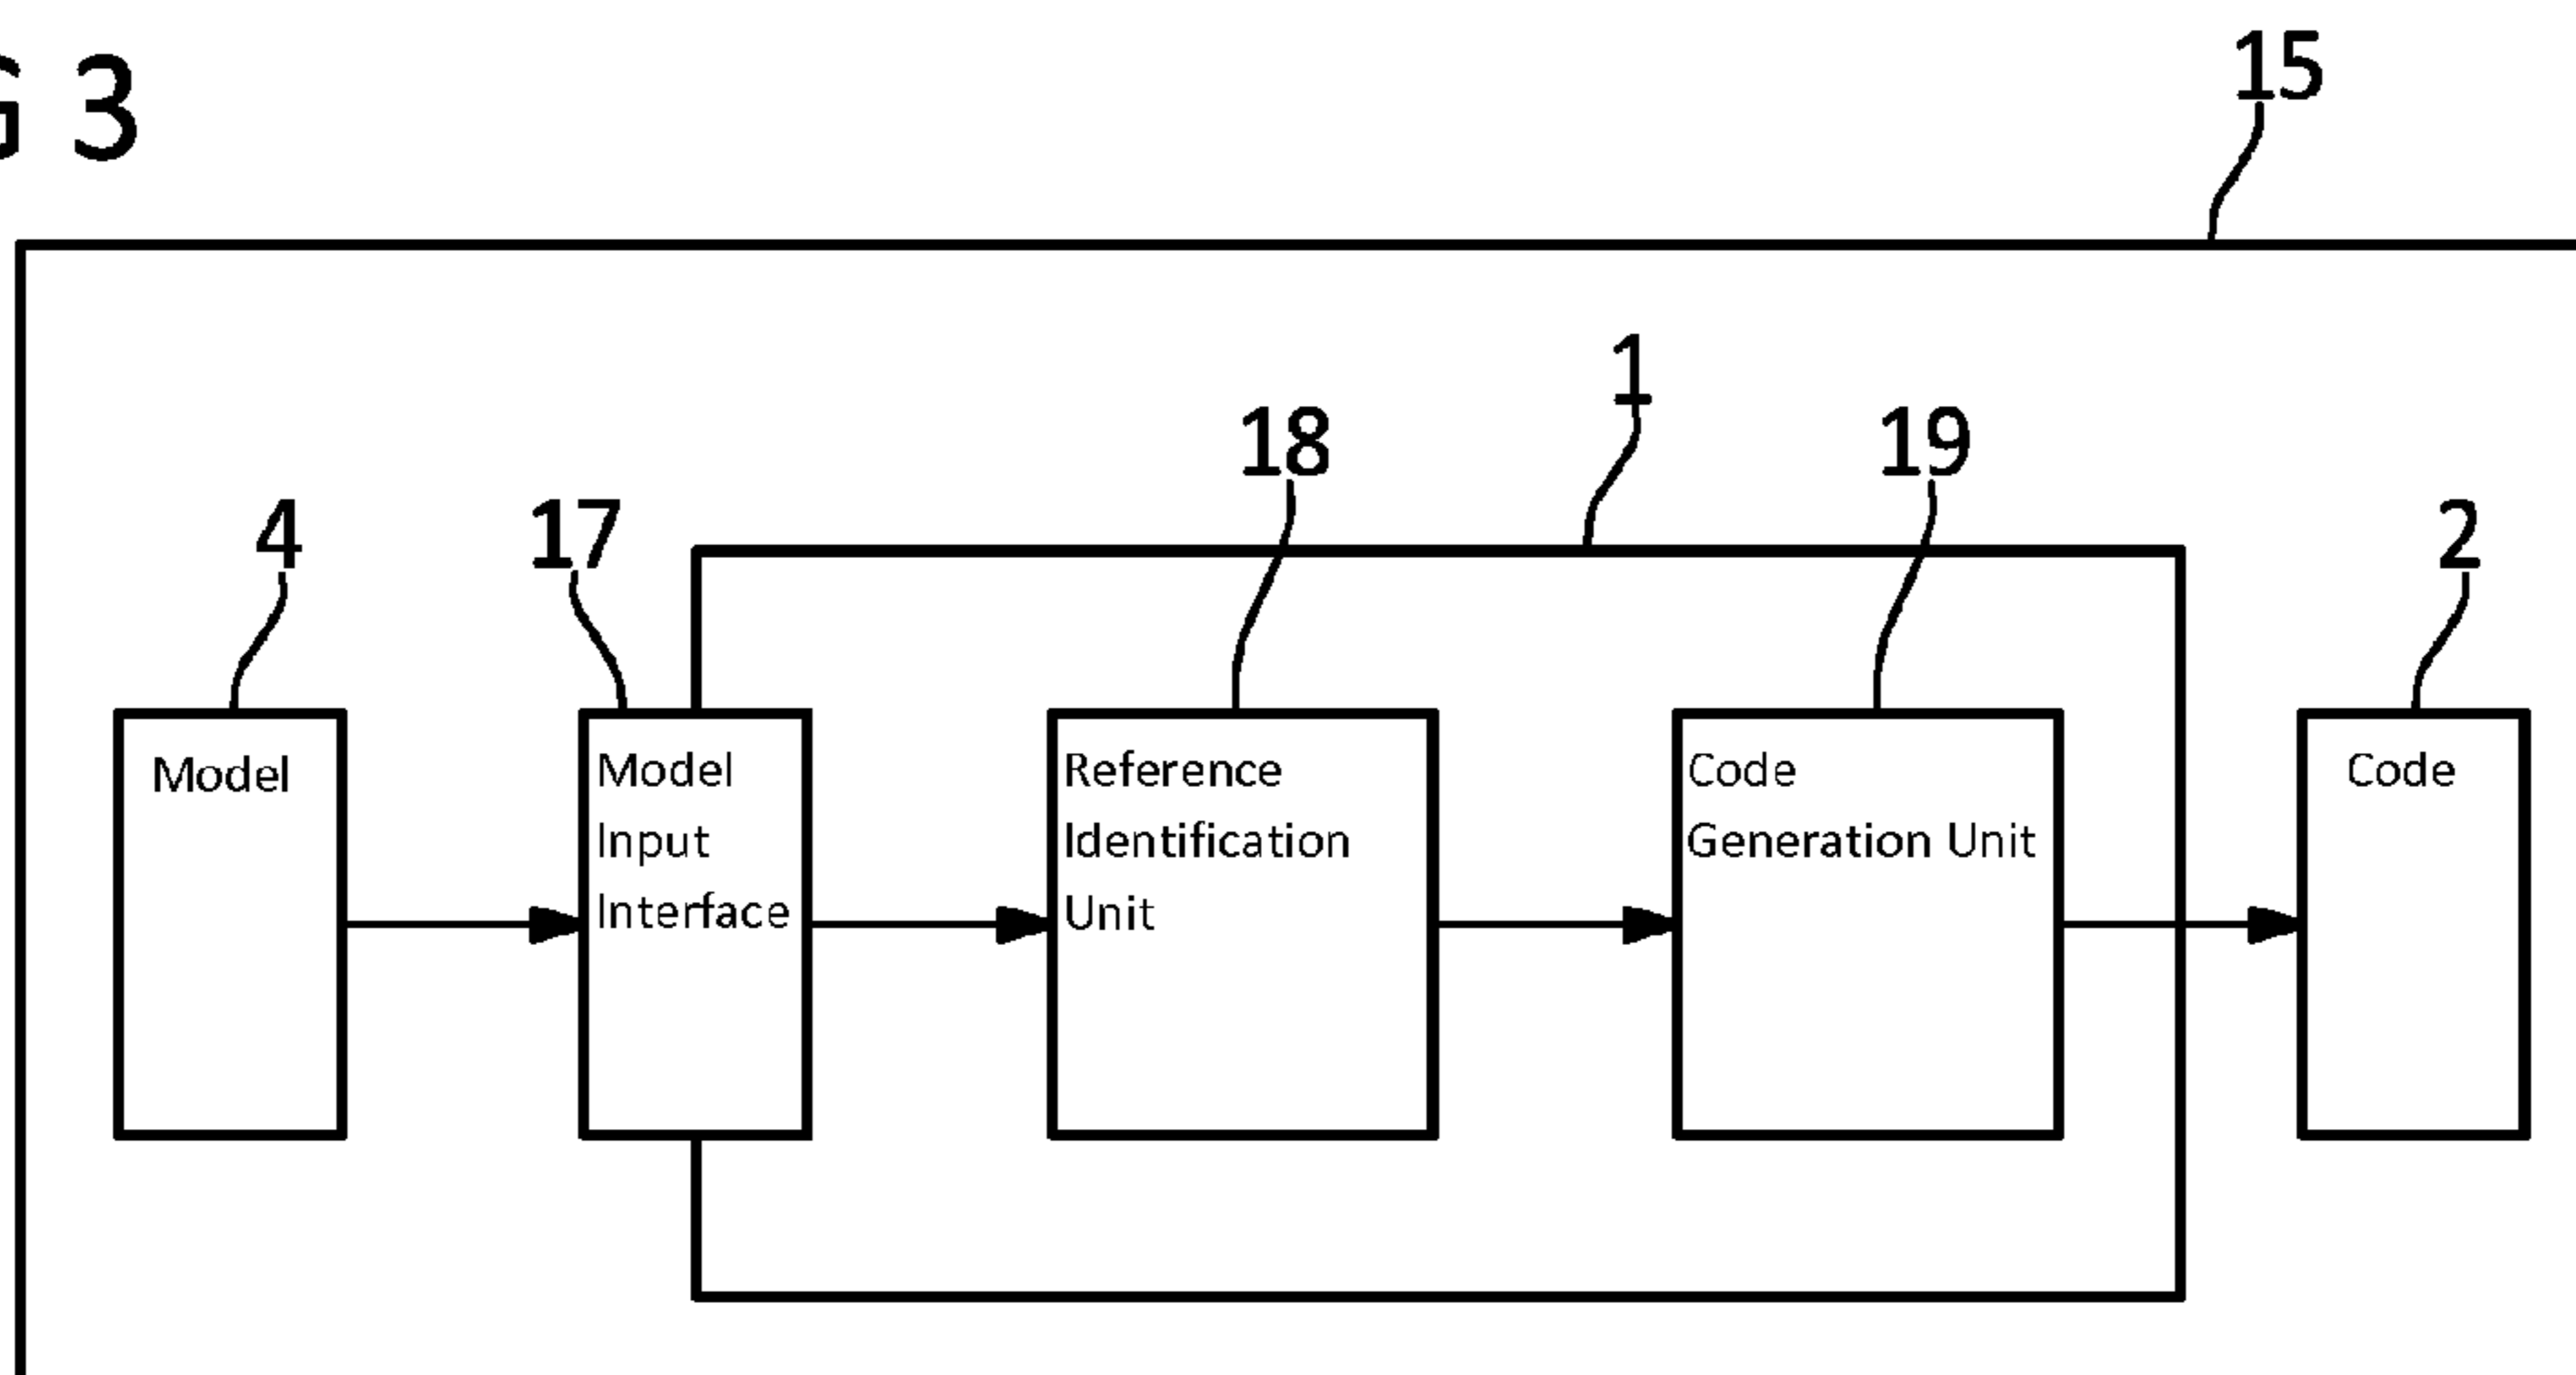 G 3
15
1
18
19
4
17
2
Model
Model
Input
Interface
Reference
Identification
Unit
Code
Generation Unit
Code